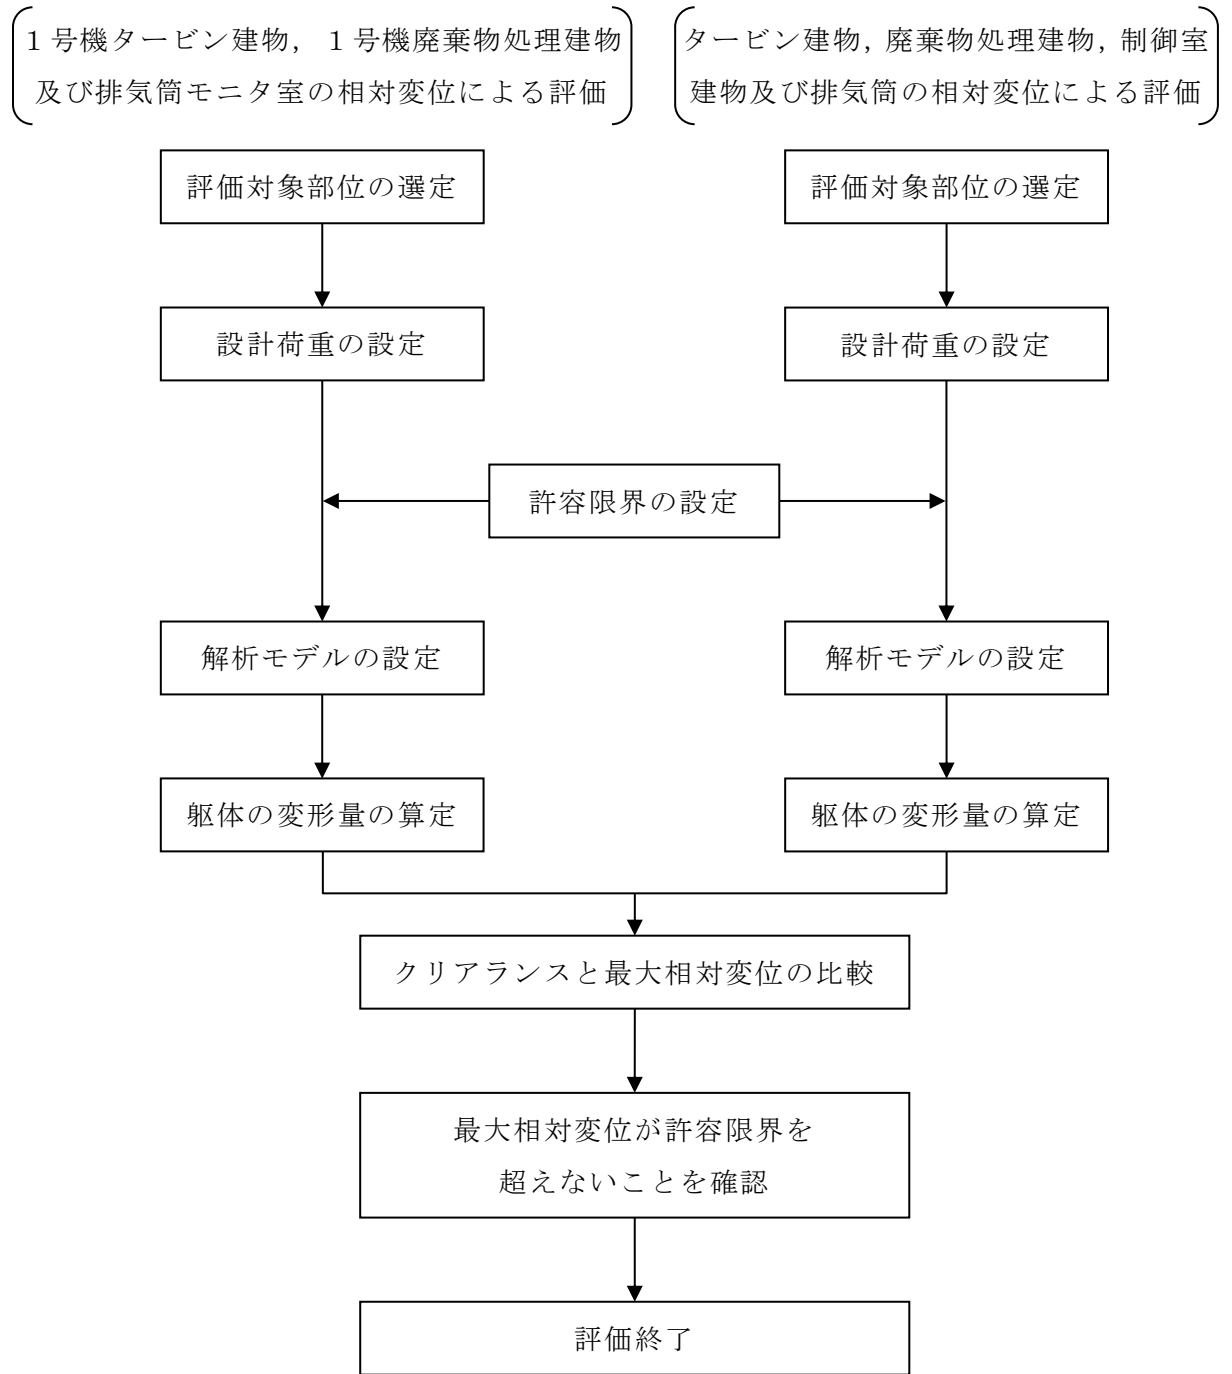 1号機タービン建物, 1号機廃棄物処理建物
及び排気筒モニタ室の相対変位による評価
タービン建物, 廃棄物処理建物, 制御室
建物及び排気筒の相対変位による評価
評価対象部位の選定
評価対象部位の選定
設計荷重の設定
設計荷重の設定
許容限界の設定
解析モデルの設定
解析モデルの設定
躯体の変形量の算定
躯体の変形量の算定
クリアランスと最大相対変位の比較
最大相対変位が許容限界を
超えないことを確認
評価終了